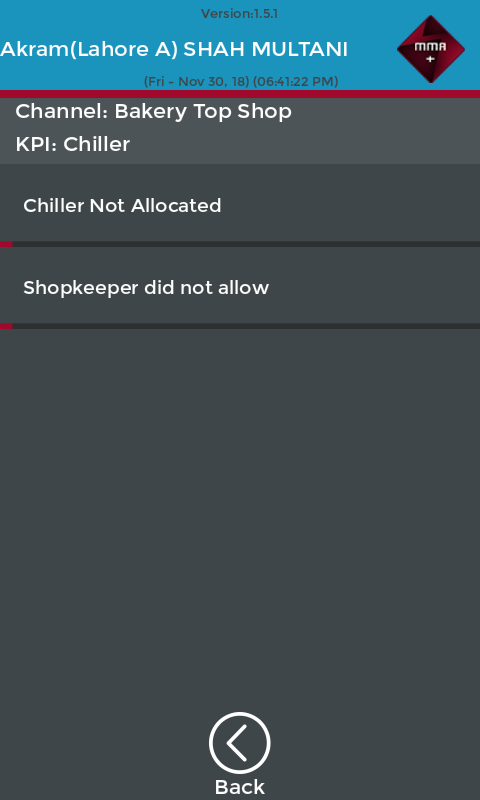 Version:1.5.1
Akram(Lahore A) SHAH MULTANI
MMA
+
(Fri - Nov 30, 18) (06:41:22 PM)
Channel: Bakery Top Shop
KPI: Chiller
Chiller Not Allocated
Shopkeeper did not allow
Back